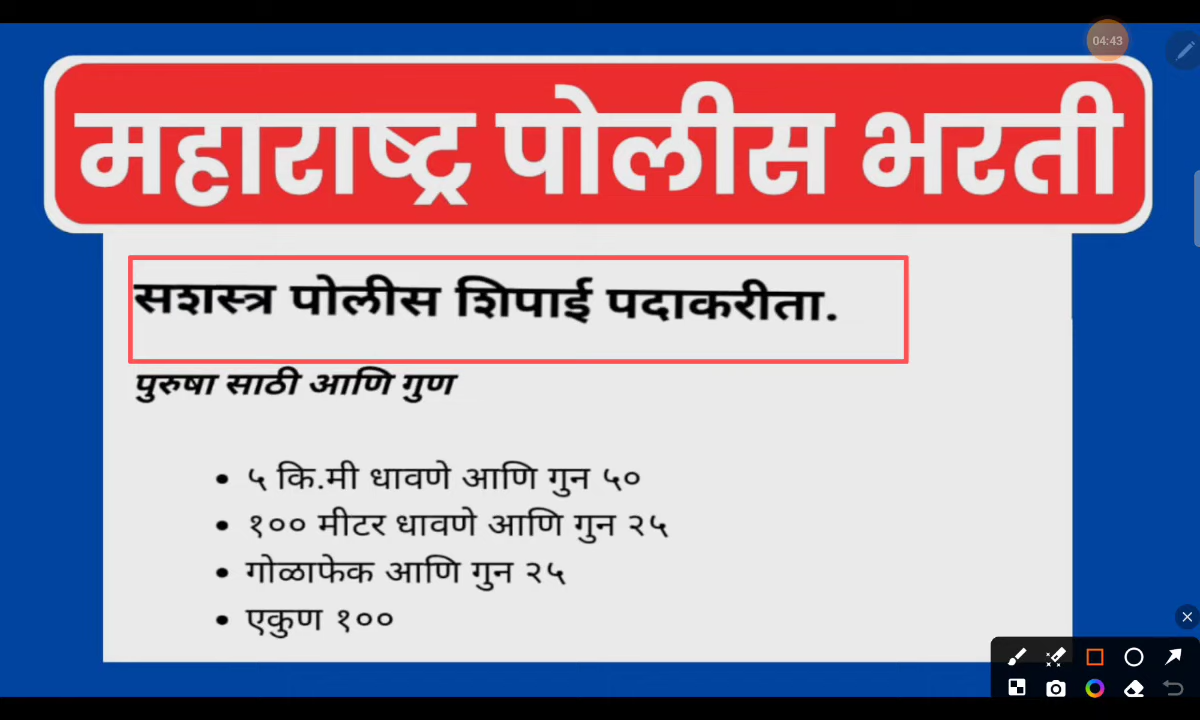 04:43
महाराष्ट्र पोलीस भरती
सशस्त्र पोलीस शिपाई पदाकरीता.
पुरुषा साठी आणि गुण
• ५ कि.मी धावणे आणि गुन ५०
• १०० मीटर धावणे आणि गुन २५
• गोळाफेक आणि गुन २५
• एकुण १००